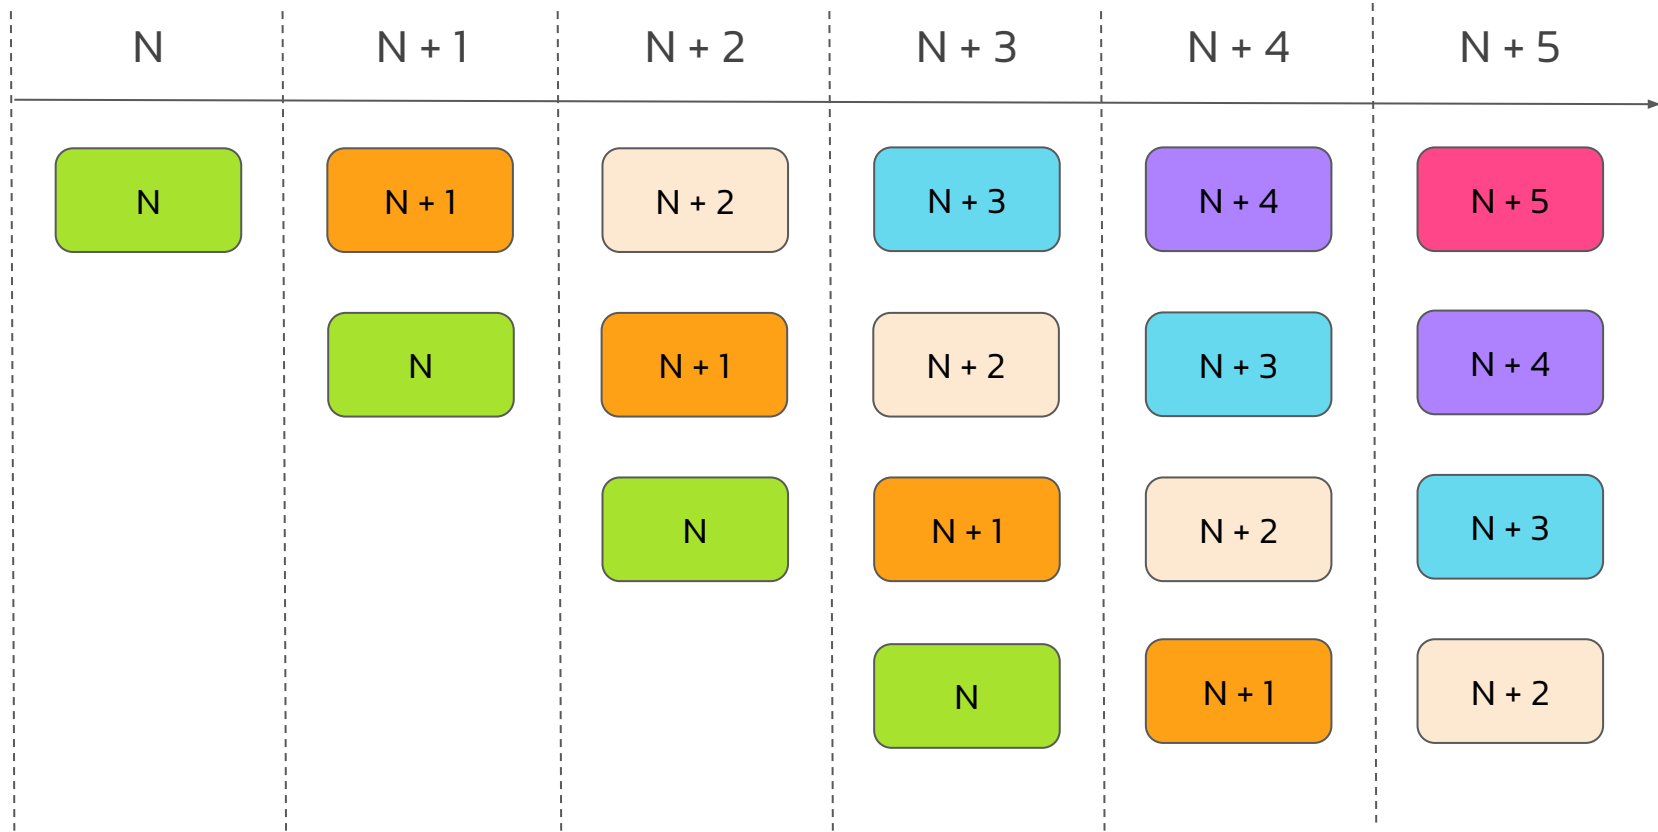 N N + 1 N + 2 N + 3 N + 4 N + 5
N N + 1 N + 2 N + 3 N + 4 N + 5
N N + 1 N + 2 N + 3 N + 4
N N + 1 N + 2 N + 3
N N + 1 N + 2